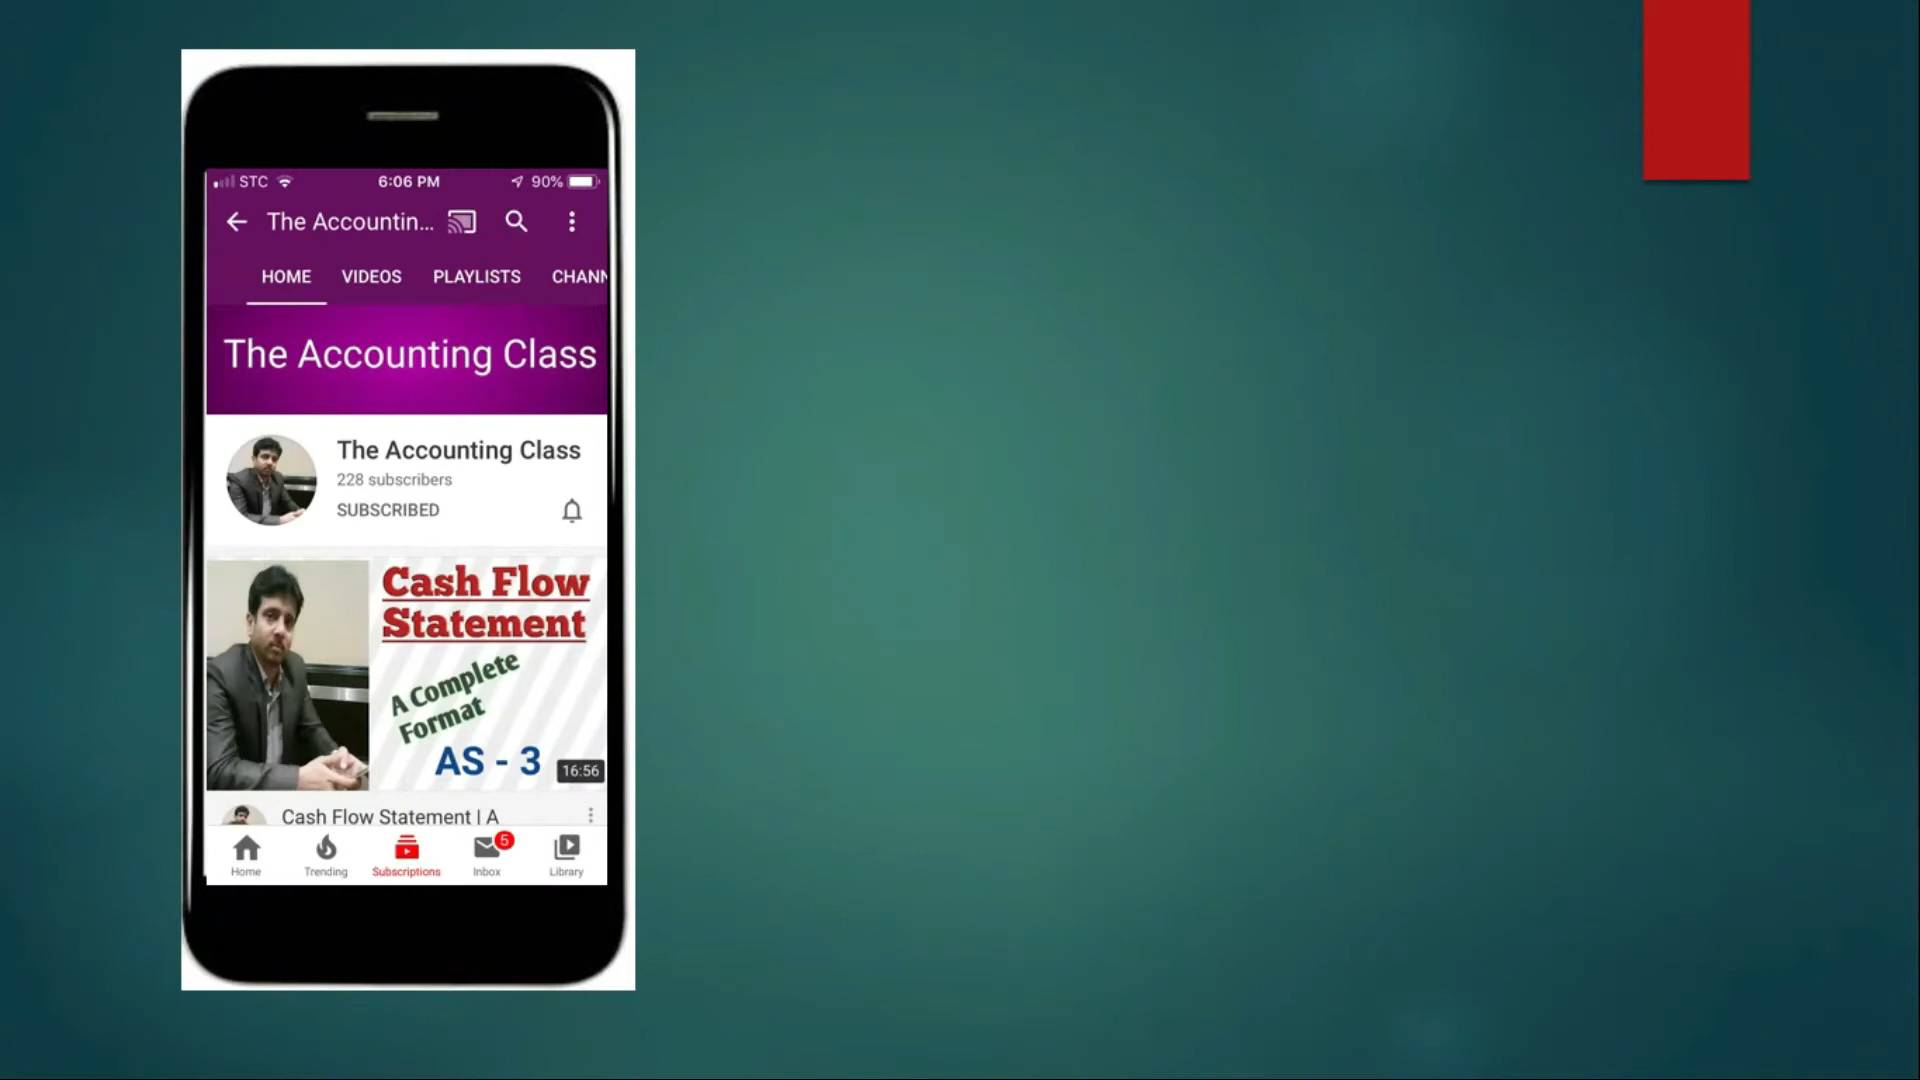 STC 6:06 PM 90%
The Accountin...
HOME VIDEOS PLAYLISTS CHANN
The Accounting Class
The Accounting Class
228 subscribers
SUBSCRIBED
Cash Flow
Statement
A Complete
Format
AS - 3
16:56
Cash Flow Statement | A
5
Home Trending Subscriptions Inbox Library